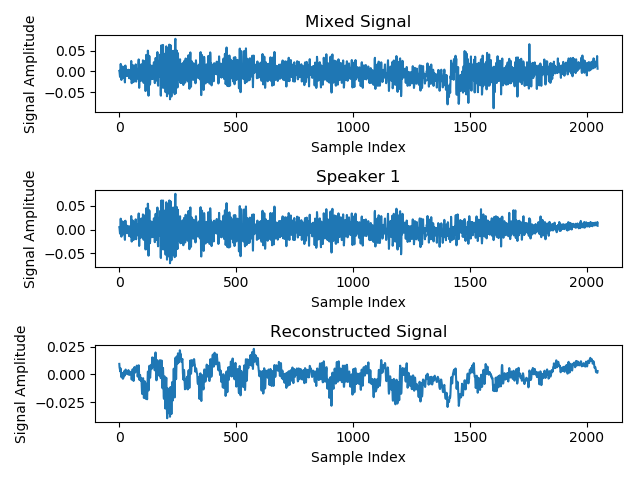 Mixed Signal
Signal Amplitude
0.05
0.00
−0.05
0 500 1000 1500 2000
Sample Index
Speaker 1
Signal Amplitude
0.05
0.00
−0.05
0 500 1000 1500 2000
Sample Index
Reconstructed Signal
Signal Amplitude
0.025
0.000
−0.025
0 500 1000 1500 2000
Sample Index